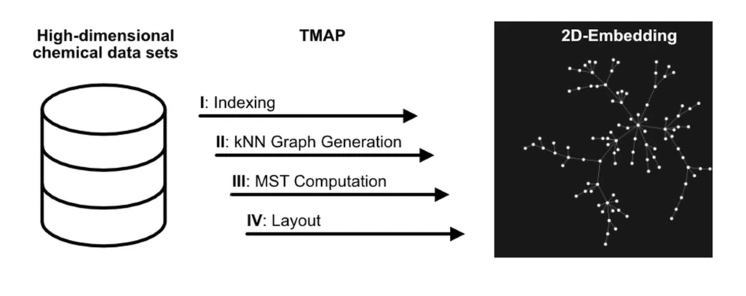 High-dimensional
chemical data sets
TMAP
I: Indexing
II: kNN Graph Generation
III: MST Computation
IV: Layout
2D-Embedding